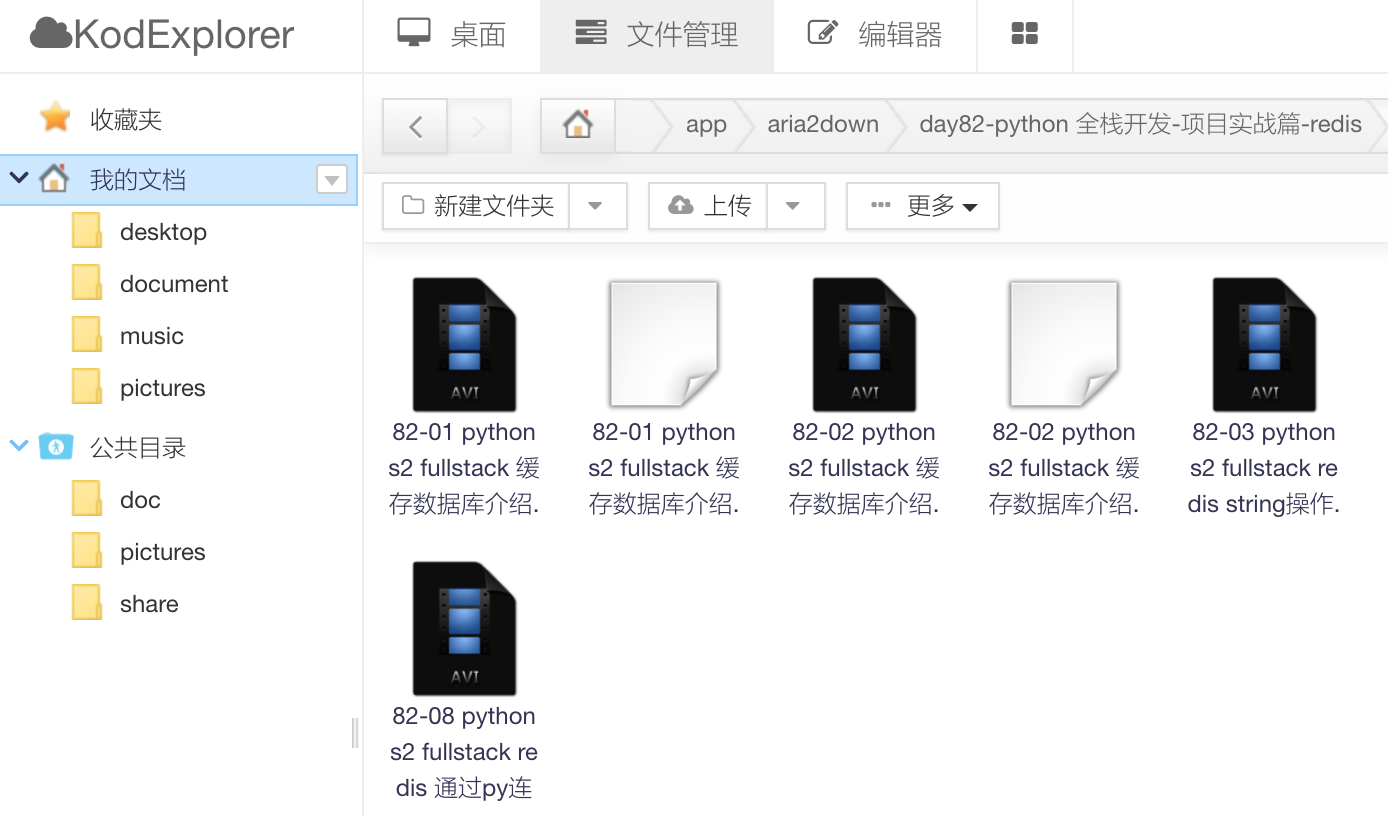 KodExplorer
桌面
文件管理
编辑器
收藏夹
我的文档
desktop
document
music
pictures
公共目录
doc
pictures
share
app
aria2down
day82-python 全栈开发-项目实战篇-redis
新建文件夹
上传
更多
AVI
82-01 python
s2 fullstack 缓
存数据库介绍.
82-01 python
s2 fullstack 缓
存数据库介绍.
AVI
82-02 python
s2 fullstack 缓
存数据库介绍.
82-02 python
s2 fullstack 缓
存数据库介绍.
AVI
82-03 python
s2 fullstack re
dis string操作.
AVI
82-08 python
s2 fullstack re
dis 通过py连